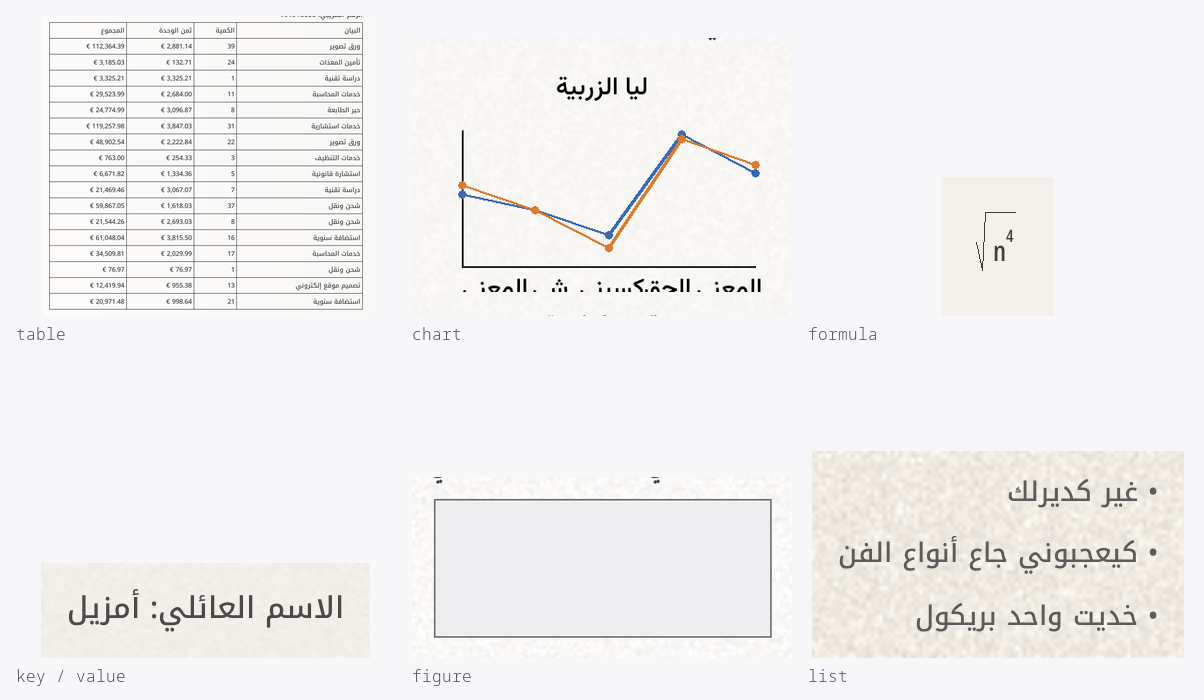 البيان الكمية ثمن الوحدة المجموع
ورق تصوير 39 2,881.14 € 112,364.39 €
تأمين المعدات 24 132.71 € 3,185.03 €
دراسة تقنية 1 3,325.21 € 3,325.21 €
خدمات المحاسبة 11 2,684.00 € 29,523.99 €
حبر الطابعة 8 3,096.87 € 24,774.99 €
خدمات استشارية 31 3,847.03 € 119,257.98 €
ورق تصوير 22 2,222.84 € 48,902.54 €
خدمات التنظيف 3 254.33 € 763.00 €
استشارة قانونية 5 1,334.36 € 6,671.82 €
دراسة تقنية 7 3,067.07 € 21,469.46 €
شحن ونقل 37 1,618.03 € 59,867.05 €
شحن ونقل 8 2,693.03 € 21,544.26 €
استضافة سنوية 16 3,815.50 € 61,048.04 €
خدمات المحاسبة 17 2,029.99 € 34,509.81 €
شحن ونقل 1 76.97 € 76.97 €
تصميم موقع إلكتروني 13 955.38 € 12,419.94 €
استضافة سنوية 21 998.64 € 20,971.48 €
table
ليا الزربية
chart
√n⁴
formula
الاسم العائلي: أمزيل
key / value
figure
• غير كديرلك
• كيعجبوني جاع أنواع الفن
• خديت واحد بريكول
list